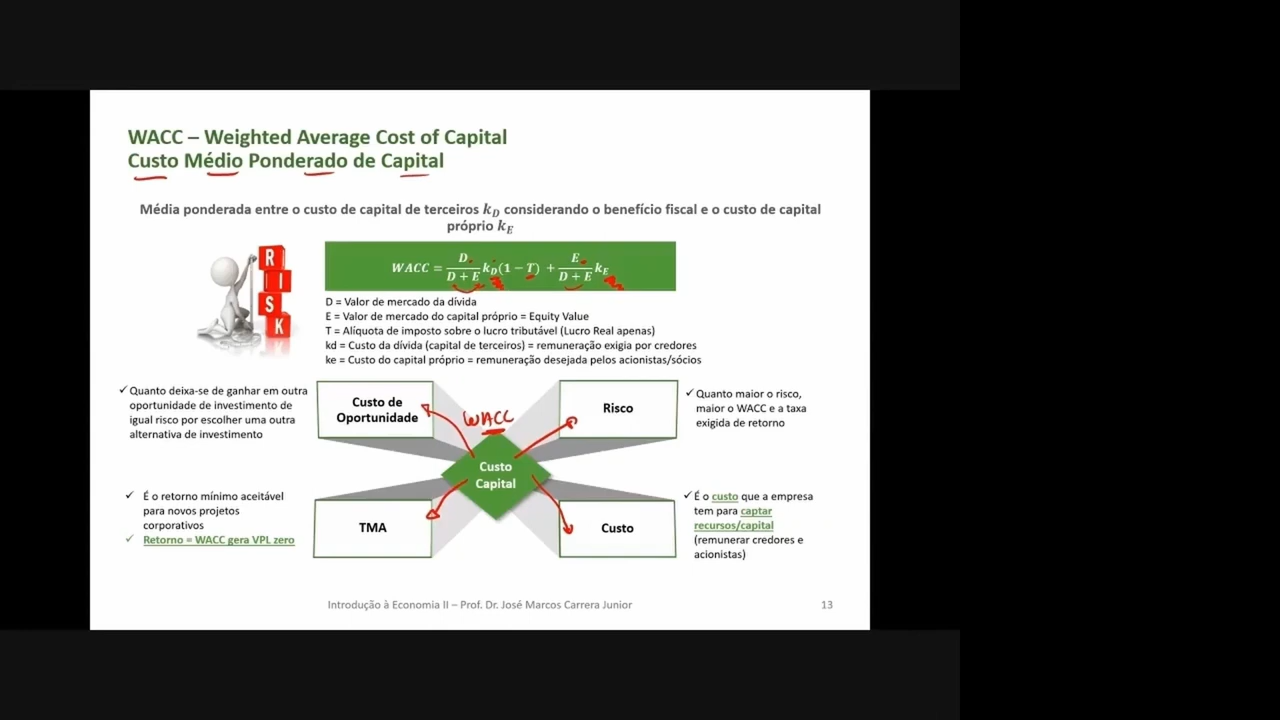 WACC – Weighted Average Cost of Capital
Custo Médio Ponderado de Capital
Média ponderada entre o custo de capital de terceiros k_D considerando o benefício fiscal e o custo de capital
próprio k_E
R
I
S
K
WACC = D/(D + E) k_D(1 − T) + E/(D + E) k_E
D = Valor de mercado da dívida
E = Valor de mercado do capital próprio = Equity Value
T = Alíquota de imposto sobre o lucro tributável (Lucro Real apenas)
kd = Custo da dívida (capital de terceiros) = remuneração exigia por credores
ke = Custo do capital próprio = remuneração desejada pelos acionistas/sócios
✓Quanto deixa-se de ganhar em outra
oportunidade de investimento de
igual risco por escolher uma outra
alternativa de investimento
Custo de
Oportunidade
WACC
Risco
✓Quanto maior o risco,
maior o WACC e a taxa
exigida de retorno
Custo
Capital
✓ É o retorno mínimo aceitável
para novos projetos
corporativos
✓ Retorno = WACC gera VPL zero
TMA
Custo
✓É o custo que a empresa
tem para captar
recursos/capital
(remunerar credores e
acionistas)
Introdução à Economia II – Prof. Dr. José Marcos Carrera Junior
13